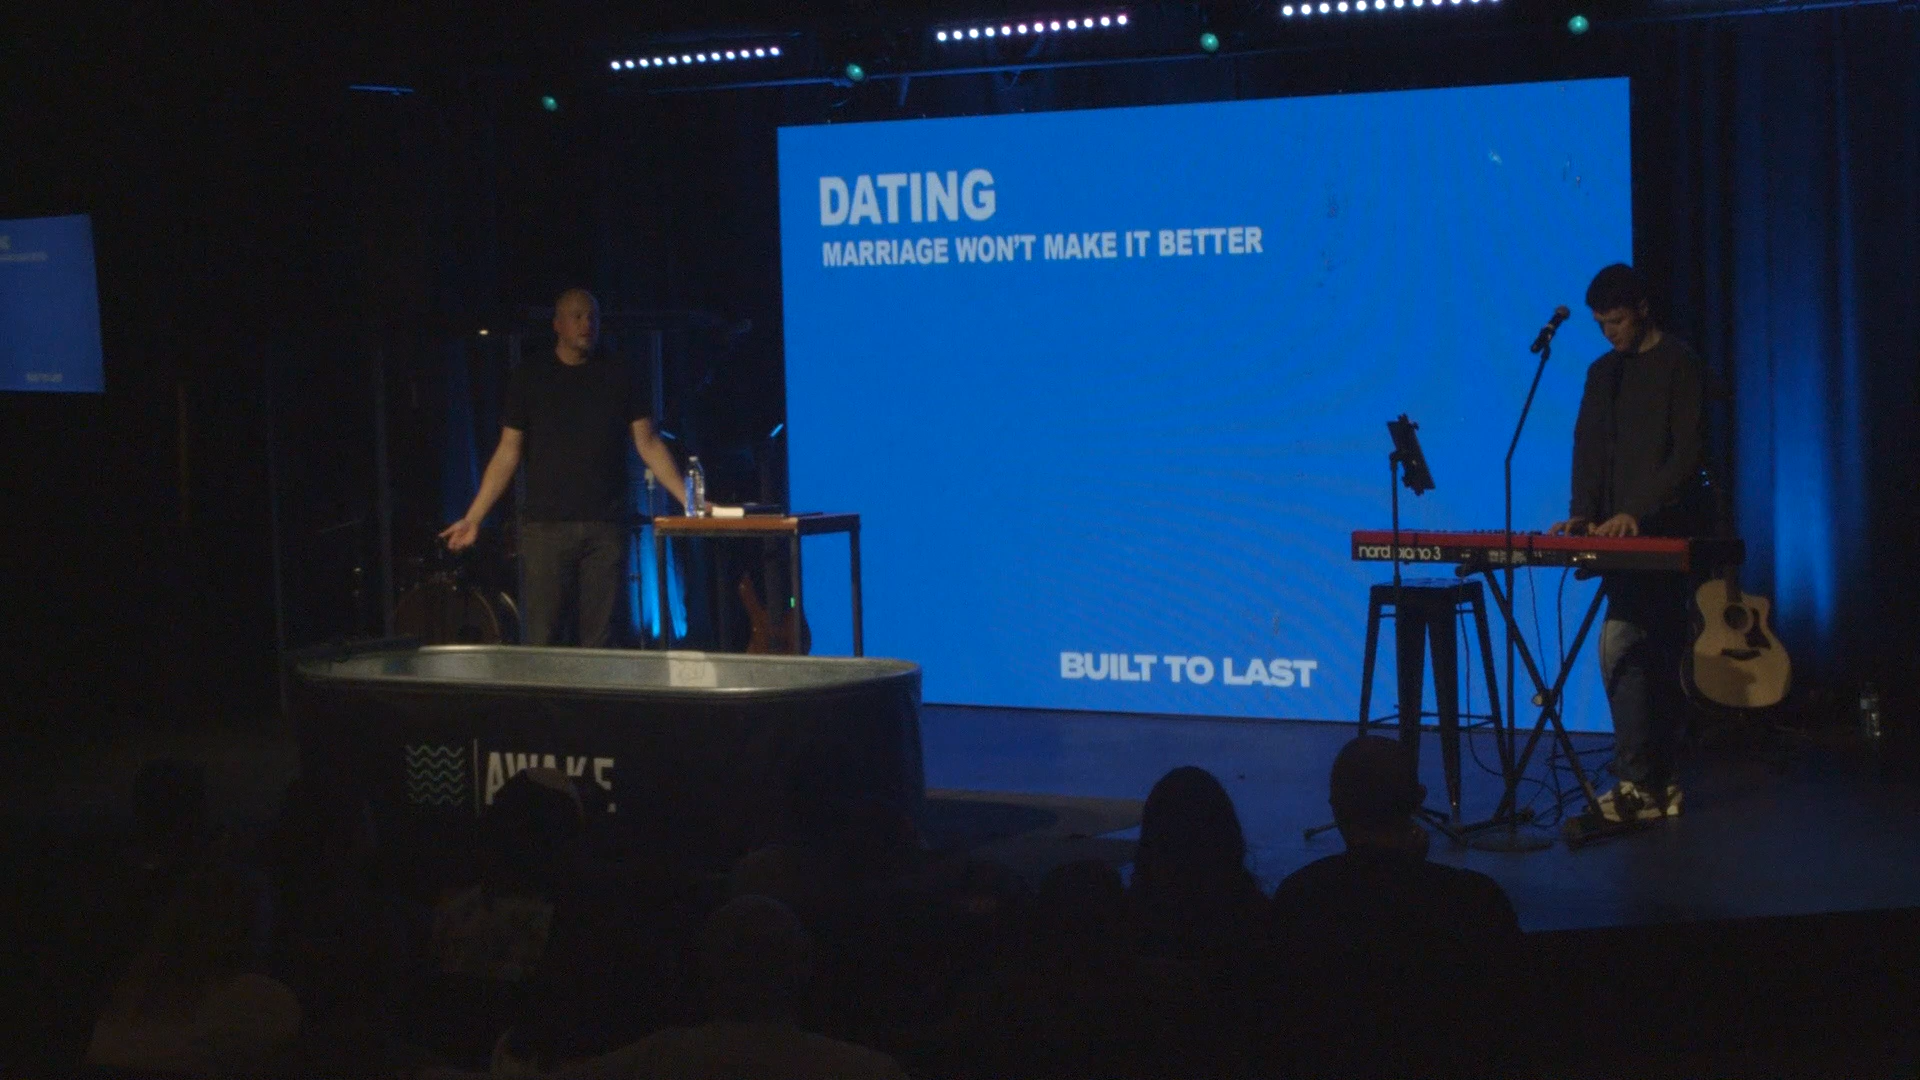 DATING
MARRIAGE WON'T MAKE IT BETTER
BUILT TO LAST
nord piano 3
AWAKE